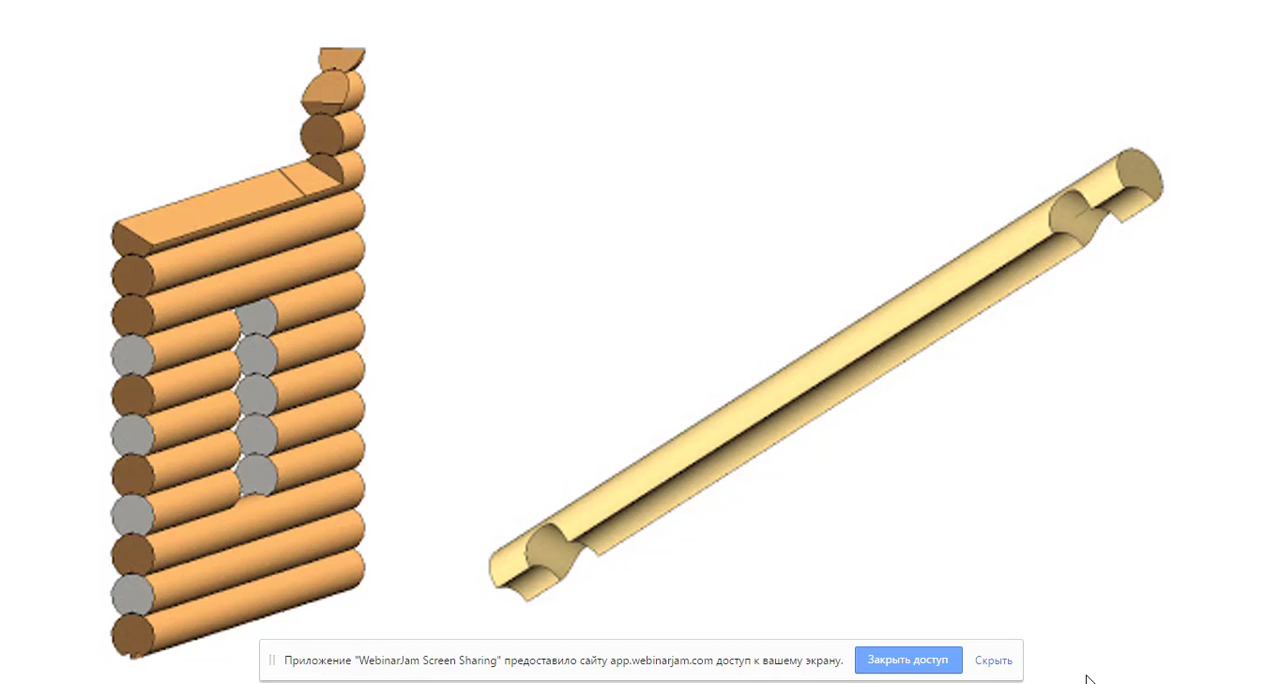 Приложение "WebinarJam Screen Sharing" предоставило сайту app.webinarjam.com доступ к вашему экрану. Закрыть доступ Скрыть